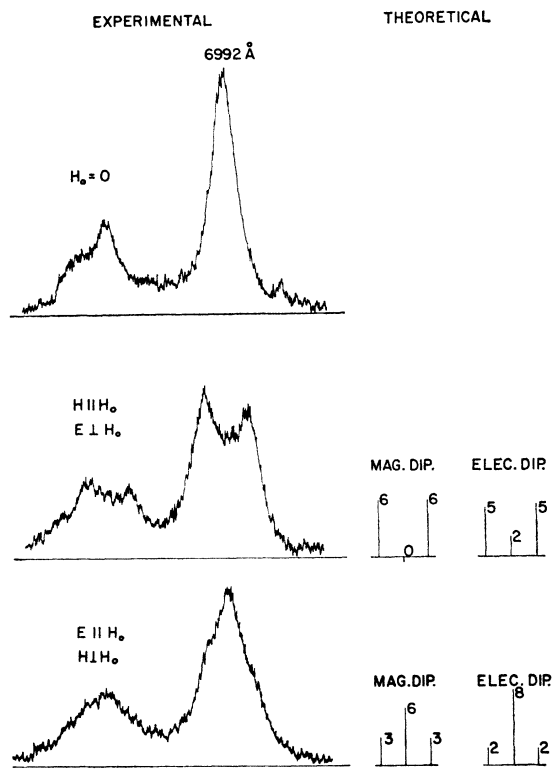 EXPERIMENTAL
THEORETICAL
6992 Å
H₀ = 0
H ∥ H₀
E ⊥ H₀
MAG. DIP.
ELEC. DIP.
6 0 6
5 2 5
E ∥ H₀
H ⊥ H₀
MAG. DIP.
ELEC. DIP.
3 6 3
2 8 2